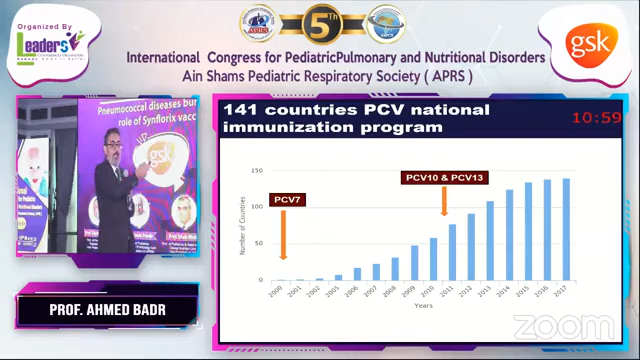 Organized By
Leaders
5Th
APRS
gsk
International Congress for PediatricPulmonary and Nutritional Disorders
Ain Shams Pediatric Respiratory Society ( APRS )
Pneumococcal diseases bur
role of Synflorix vacc
gsk
141 countries PCV national
immunization program
10:59
150
100
50
0
Number of Countries
PCV7
PCV10 & PCV13
2000
2001
2002
2005
2006
2007
2008
2009
2010
2011
2012
2013
2014
2015
2016
2017
Years
PROF. AHMED BADR
zoom